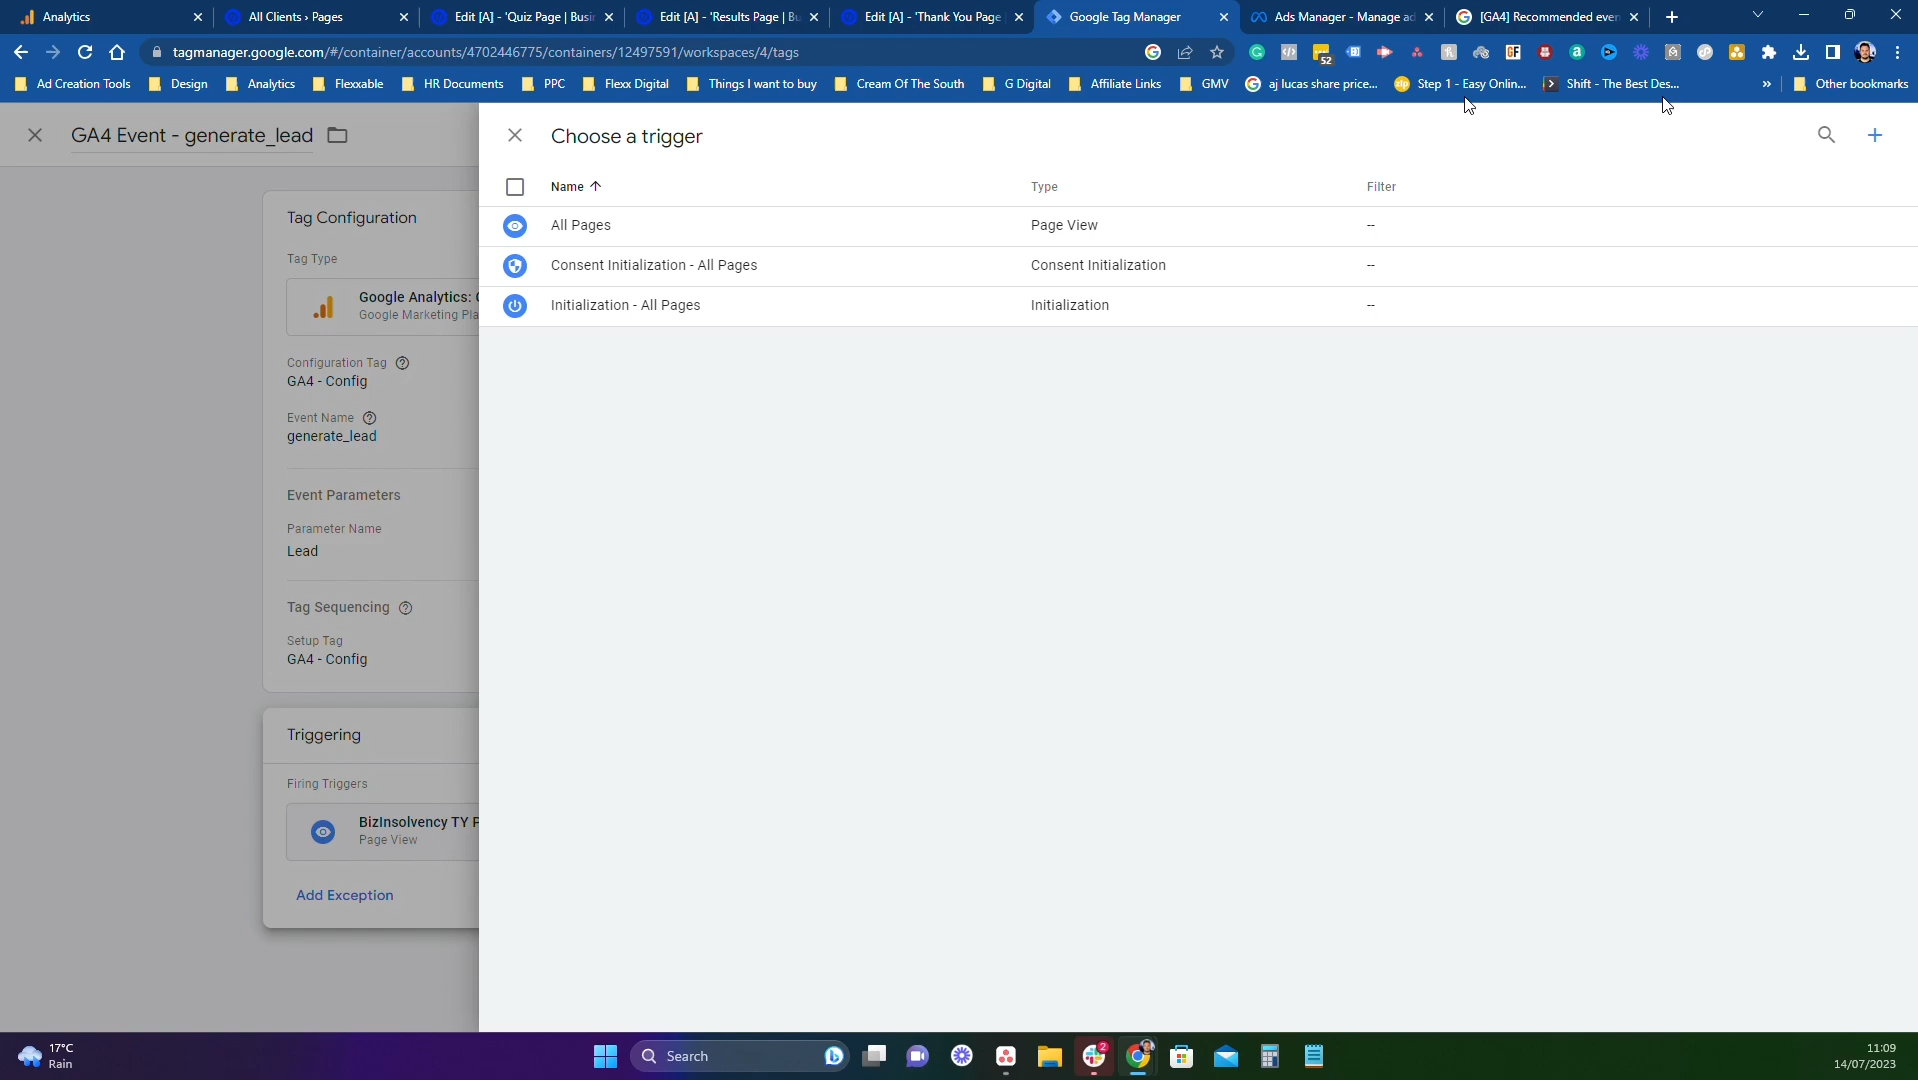 Analytics
All Clients › Pages
Edit [A] - 'Quiz Page | Busin
Edit [A] - 'Results Page | Bu
Edit [A] - 'Thank You Page
Google Tag Manager
Ads Manager - Manage ad
[GA4] Recommended even
tagmanager.google.com/#/container/accounts/4702446775/containers/12497591/workspaces/4/tags
52
Ad Creation Tools
Design
Analytics
Flexxable
HR Documents
PPC
Flexx Digital
Things I want to buy
Cream Of The South
G Digital
Affiliate Links
GMV
aj lucas share price...
Step 1 - Easy Onlin...
Shift - The Best Des...
»
Other bookmarks
GA4 Event - generate_lead
Choose a trigger
Name
Type
Filter
All Pages
Page View
--
Consent Initialization - All Pages
Consent Initialization
--
Initialization - All Pages
Initialization
--
Tag Configuration
Tag Type
Google Analytics:
Google Marketing Pla
Configuration Tag
GA4 - Config
Event Name
generate_lead
Event Parameters
Parameter Name
Lead
Tag Sequencing
Setup Tag
GA4 - Config
Triggering
Firing Triggers
BizInsolvency TY P
Page View
Add Exception
17°C
Rain
Search
2
11:09
14/07/2023